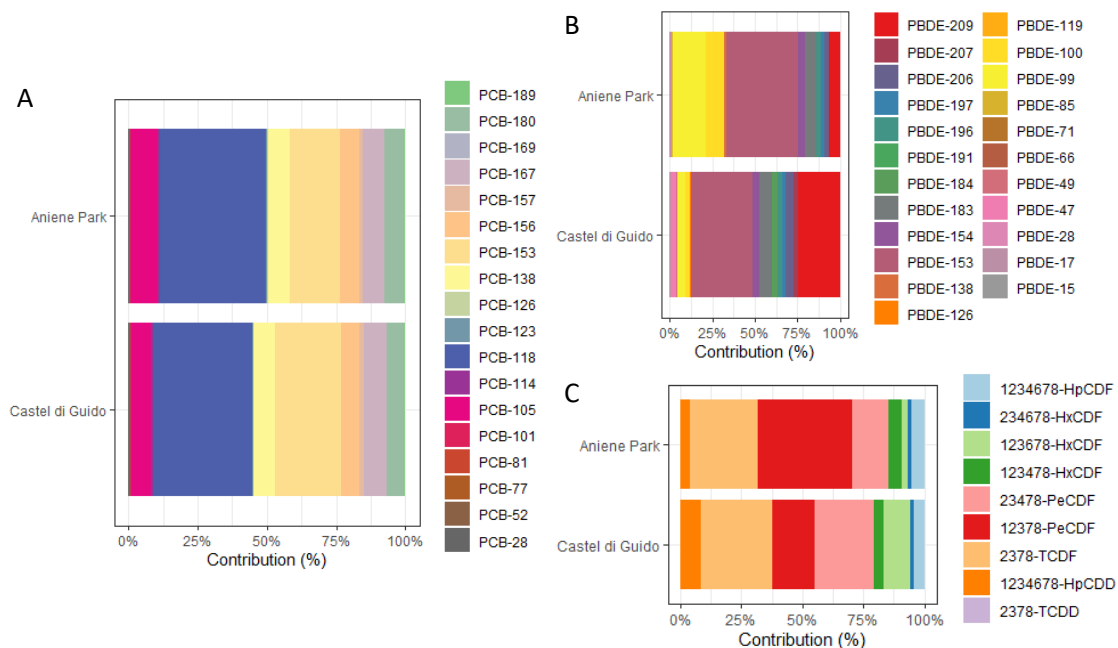 A
Aniene Park
Castel di Guido
0% 25% 50% 75% 100%
Contribution (%)
PCB-189
PCB-180
PCB-169
PCB-167
PCB-157
PCB-156
PCB-153
PCB-138
PCB-126
PCB-123
PCB-118
PCB-114
PCB-105
PCB-101
PCB-81
PCB-77
PCB-52
PCB-28
B
Aniene Park
Castel di Guido
0% 25% 50% 75% 100%
Contribution (%)
PBDE-209
PBDE-207
PBDE-206
PBDE-197
PBDE-196
PBDE-191
PBDE-184
PBDE-183
PBDE-154
PBDE-153
PBDE-138
PBDE-126
PBDE-119
PBDE-100
PBDE-99
PBDE-85
PBDE-71
PBDE-66
PBDE-49
PBDE-47
PBDE-28
PBDE-17
PBDE-15
C
Aniene Park
Castel di Guido
0% 25% 50% 75% 100%
Contribution (%)
1234678-HpCDF
234678-HxCDF
123678-HxCDF
123478-HxCDF
23478-PeCDF
12378-PeCDF
2378-TCDF
1234678-HpCDD
2378-TCDD